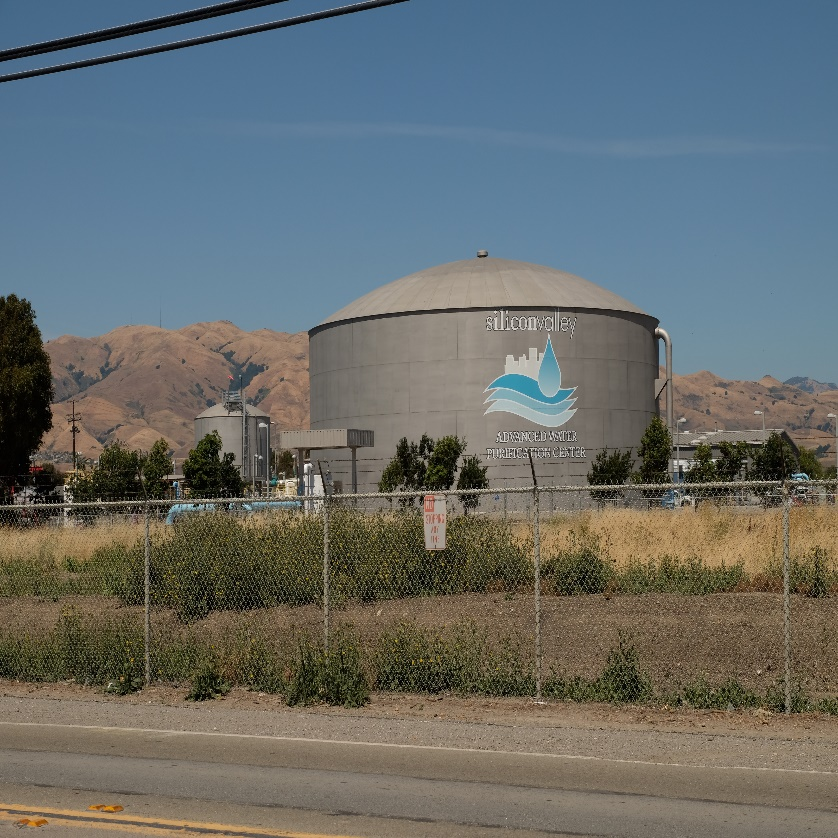 siliconvalley
ADVANCED WATER
PURIFICATION CENTER